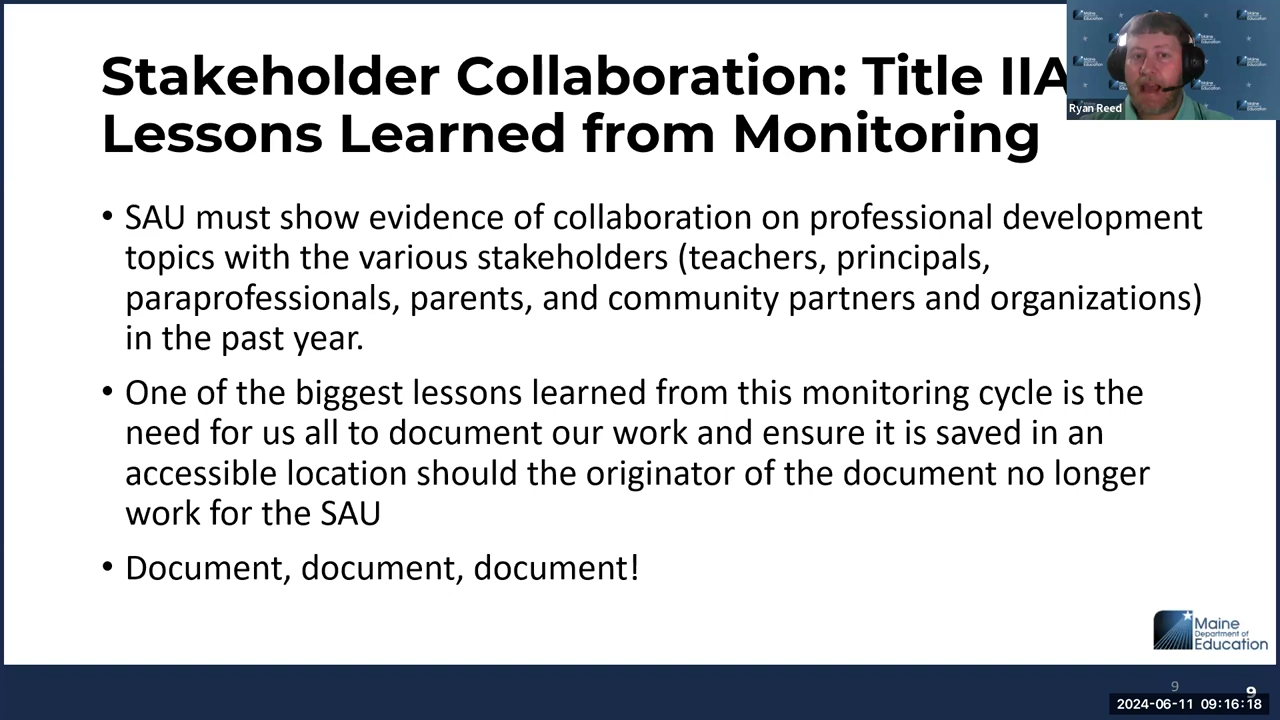 Stakeholder Collaboration: Title IIA
Lessons Learned from Monitoring
Ryan Reed
• SAU must show evidence of collaboration on professional development
topics with the various stakeholders (teachers, principals,
paraprofessionals, parents, and community partners and organizations)
in the past year.
• One of the biggest lessons learned from this monitoring cycle is the
need for us all to document our work and ensure it is saved in an
accessible location should the originator of the document no longer
work for the SAU
• Document, document, document!
Maine
Department of
Education
9
9
2024-06-11 09:16:18